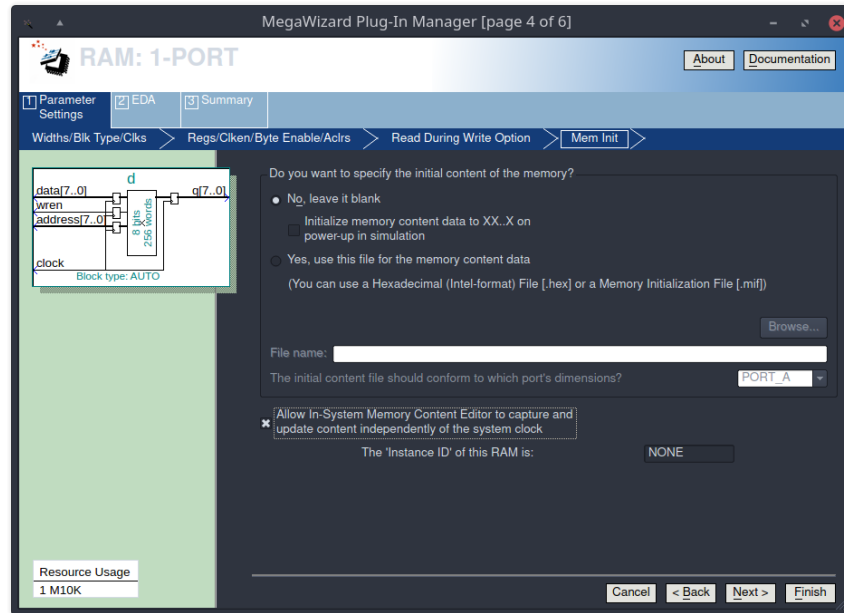 MegaWizard Plug-In Manager [page 4 of 6]
RAM: 1-PORT
About
Documentation
1 Parameter Settings
2 EDA
3 Summary
Widths/Blk Type/Clks
Regs/Clken/Byte Enable/Aclrs
Read During Write Option
Mem Init
d
data[7..0]
wren
address[7..0]
clock
q[7..0]
8 bits
256 words
Block type: AUTO
Do you want to specify the initial content of the memory?
No, leave it blank
Initialize memory content data to XX..X on
power-up in simulation
Yes, use this file for the memory content data
(You can use a Hexadecimal (Intel-format) File [.hex] or a Memory Initialization File [.mif])
Browse...
File name:
The initial content file should conform to which port's dimensions?
PORT_A
Allow In-System Memory Content Editor to capture and
update content independently of the system clock
The 'Instance ID' of this RAM is:
NONE
Resource Usage
1 M10K
Cancel
< Back
Next >
Finish